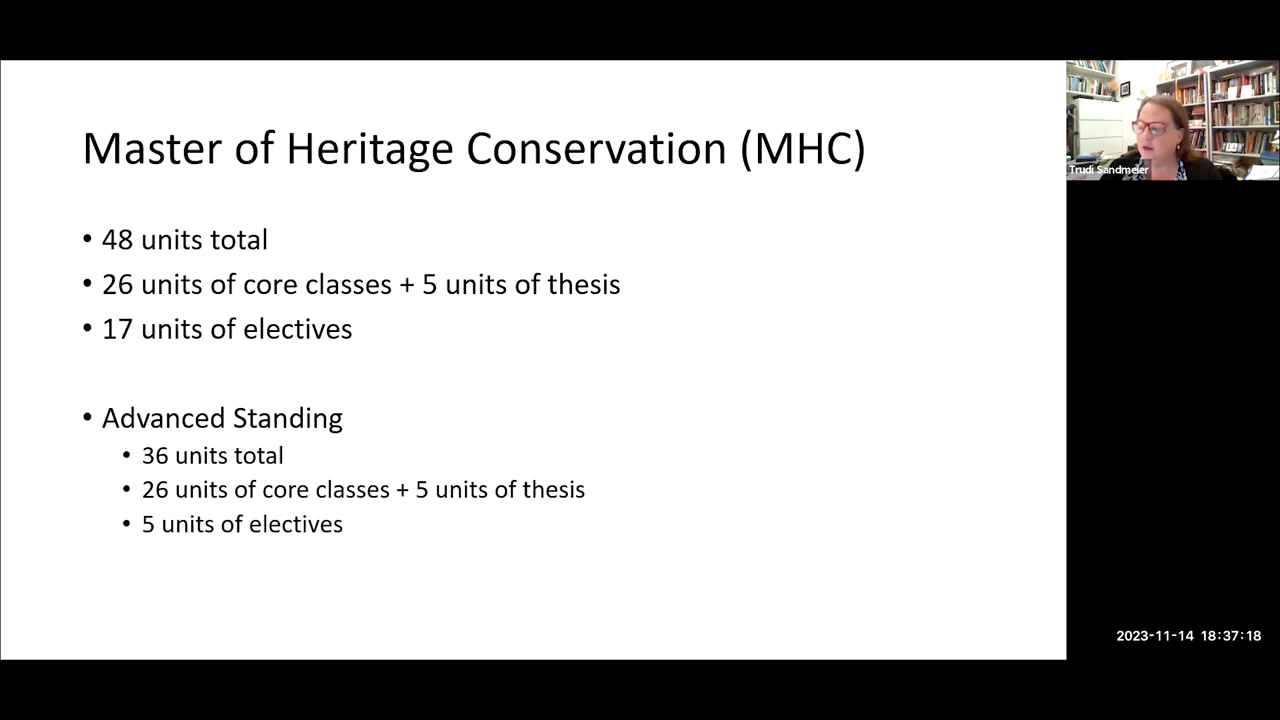 Master of Heritage Conservation (MHC)
• 48 units total
• 26 units of core classes + 5 units of thesis
• 17 units of electives
• Advanced Standing
• 36 units total
• 26 units of core classes + 5 units of thesis
• 5 units of electives
Trudi Sandmeier
2023-11-14 18:37:18